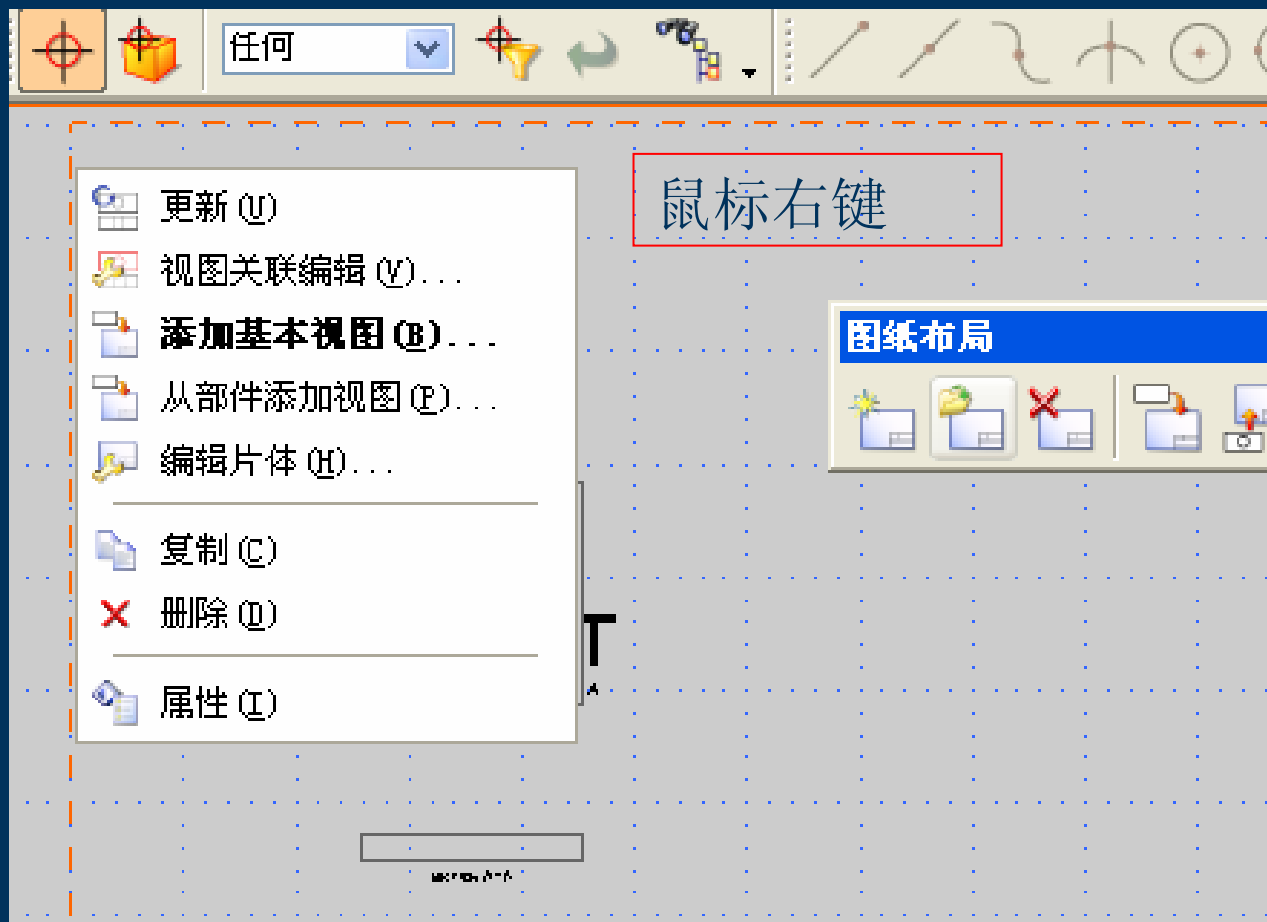 任何
鼠标右键
更新(U)
视图关联编辑(V)...
添加基本视图(B)...
从部件添加视图(P)...
编辑片体(H)...
复制(C)
删除(D)
属性(I)
图纸布局
T
A